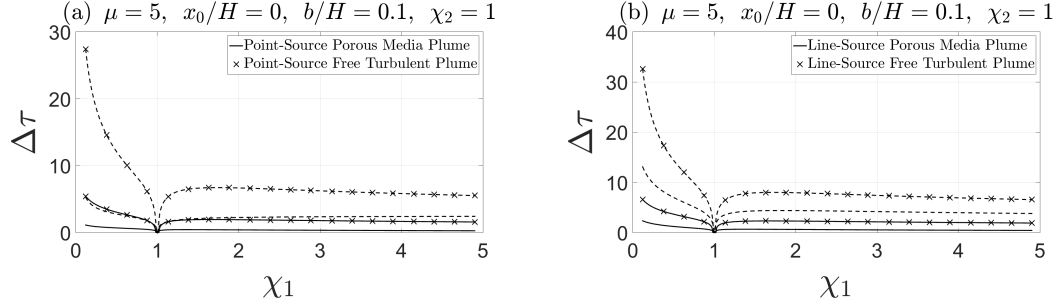 (a) μ = 5, x₀/H = 0, b/H = 0.1, χ₂ = 1
Point-Source Porous Media Plume
Point-Source Free Turbulent Plume
30
20
10
0
Δτ
0 1 2 3 4 5
χ₁
(b) μ = 5, x₀/H = 0, b/H = 0.1, χ₂ = 1
Line-Source Porous Media Plume
Line-Source Free Turbulent Plume
40
30
20
10
0
Δτ
0 1 2 3 4 5
χ₁